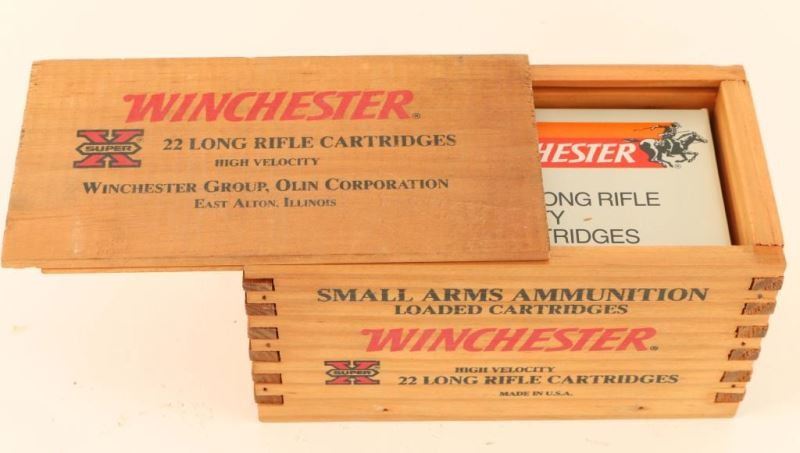 WINCHESTER®
SUPER X
22 LONG RIFLE CARTRIDGES
HIGH VELOCITY
WINCHESTER GROUP, OLIN CORPORATION
EAST ALTON, ILLINOIS
HESTER®
ONG RIFLE
TY
TRIDGES
SMALL ARMS AMMUNITION
LOADED CARTRIDGES
WINCHESTER®
SUPER X
HIGH VELOCITY
22 LONG RIFLE CARTRIDGES
MADE IN U.S.A.